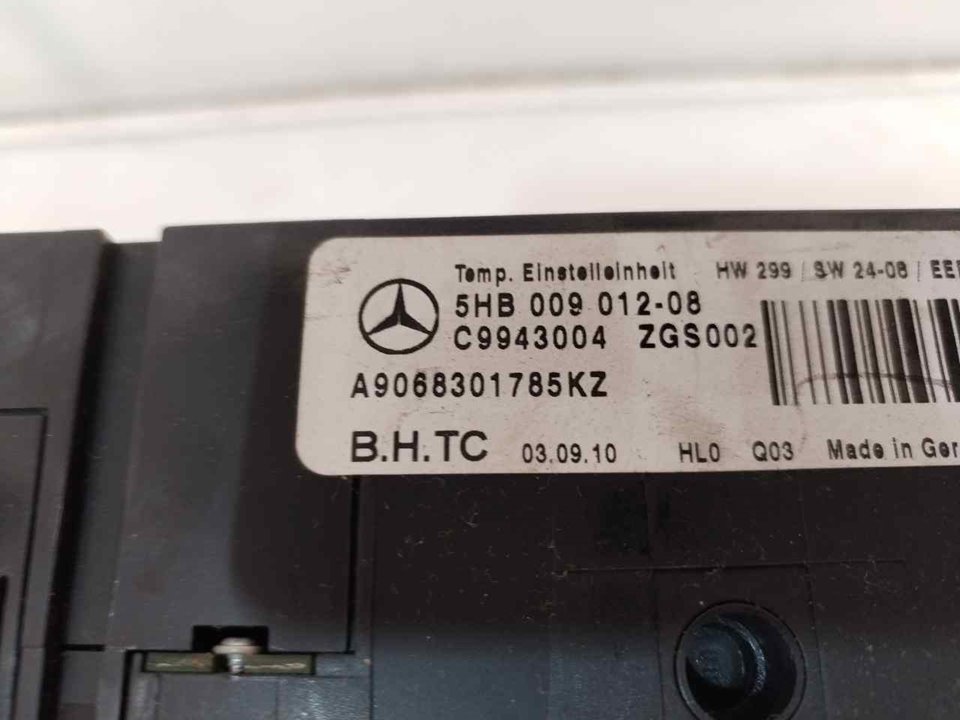 Temp. Einstelleinheit HW 299 / SW 24-08 /
5HB 009 012-08
C9943004 ZGS002
A9068301785KZ
B.H.TC 03.09.10 HL0 Q03 Made in